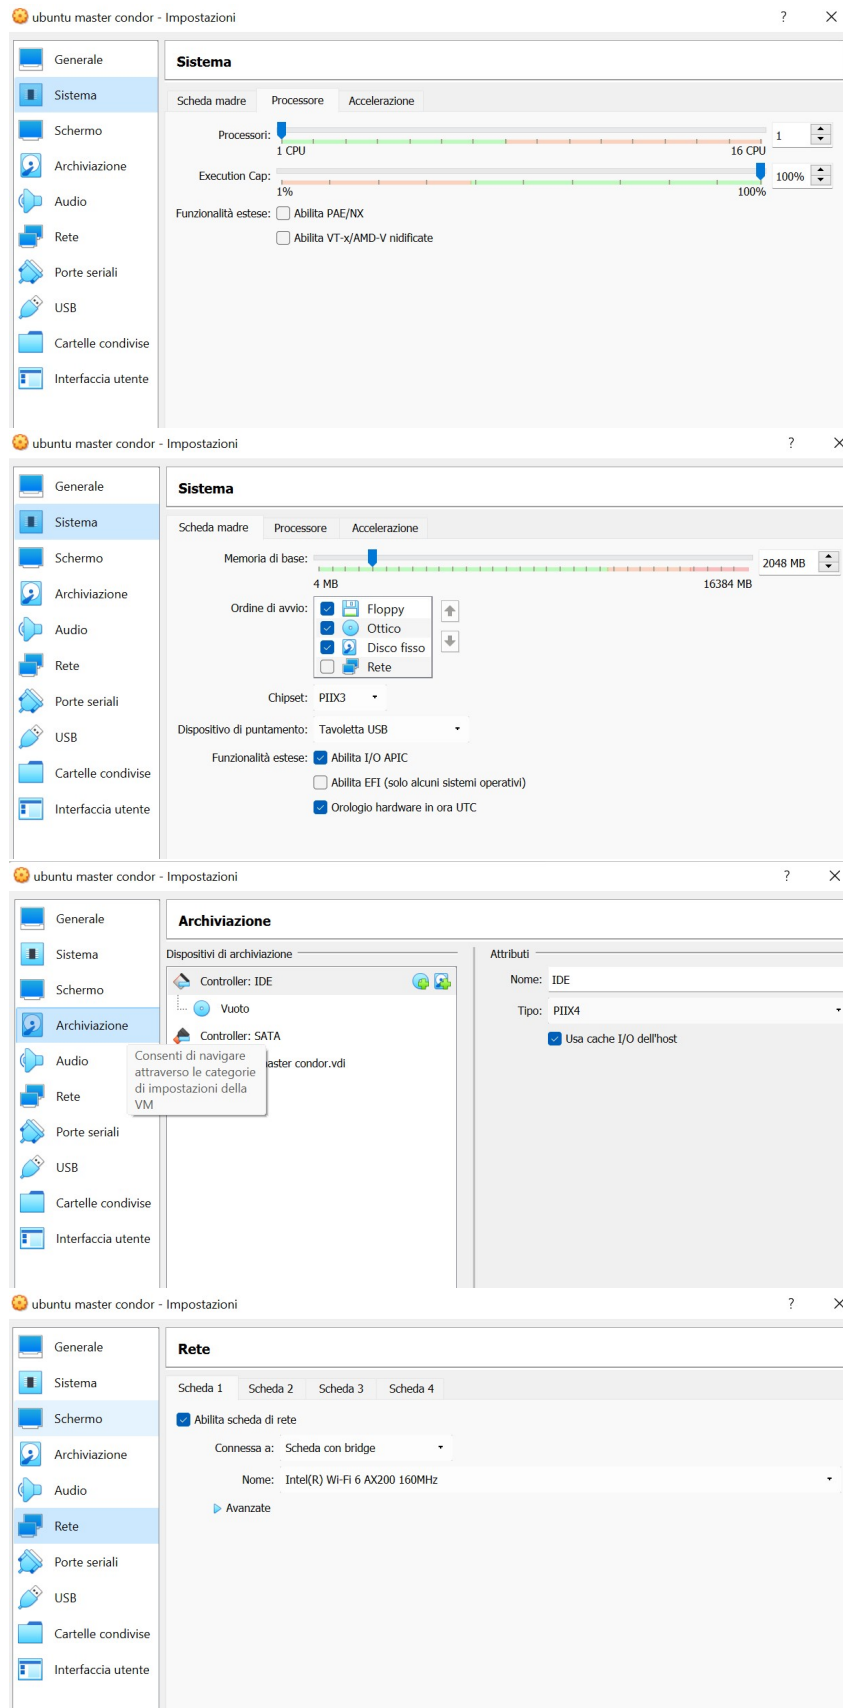 ubuntu master condor - Impostazioni ? ×
Generale
Sistema
Schermo
Archiviazione
Audio
Rete
Porte seriali
USB
Cartelle condivise
Interfaccia utente
Sistema
Scheda madre Processore Accelerazione
Processori: 1
1 CPU 16 CPU
Execution Cap: 100%
1% 100%
Funzionalità estese: Abilita PAE/NX
Abilita VT-x/AMD-V nidificate
ubuntu master condor - Impostazioni ? ×
Generale
Sistema
Schermo
Archiviazione
Audio
Rete
Porte seriali
USB
Cartelle condivise
Interfaccia utente
Sistema
Scheda madre Processore Accelerazione
Memoria di base: 2048 MB
4 MB 16384 MB
Ordine di avvio: Floppy
Ottico
Disco fisso
Rete
Chipset: PIIX3
Dispositivo di puntamento: Tavoletta USB
Funzionalità estese: Abilita I/O APIC
Abilita EFI (solo alcuni sistemi operativi)
Orologio hardware in ora UTC
ubuntu master condor - Impostazioni ? ×
Generale
Sistema
Schermo
Archiviazione
Audio
Rete
Porte seriali
USB
Cartelle condivise
Interfaccia utente
Consenti di navigare
attraverso le categorie
di impostazioni della
VM
Archiviazione
Dispositivi di archiviazione
Controller: IDE
Vuoto
Controller: SATA
aster condor.vdi
Attributi
Nome: IDE
Tipo: PIIX4
Usa cache I/O dell'host
ubuntu master condor - Impostazioni ? ×
Generale
Sistema
Schermo
Archiviazione
Audio
Rete
Porte seriali
USB
Cartelle condivise
Interfaccia utente
Rete
Scheda 1 Scheda 2 Scheda 3 Scheda 4
Abilita scheda di rete
Connessa a: Scheda con bridge
Nome: Intel(R) Wi-Fi 6 AX200 160MHz
Avanzate